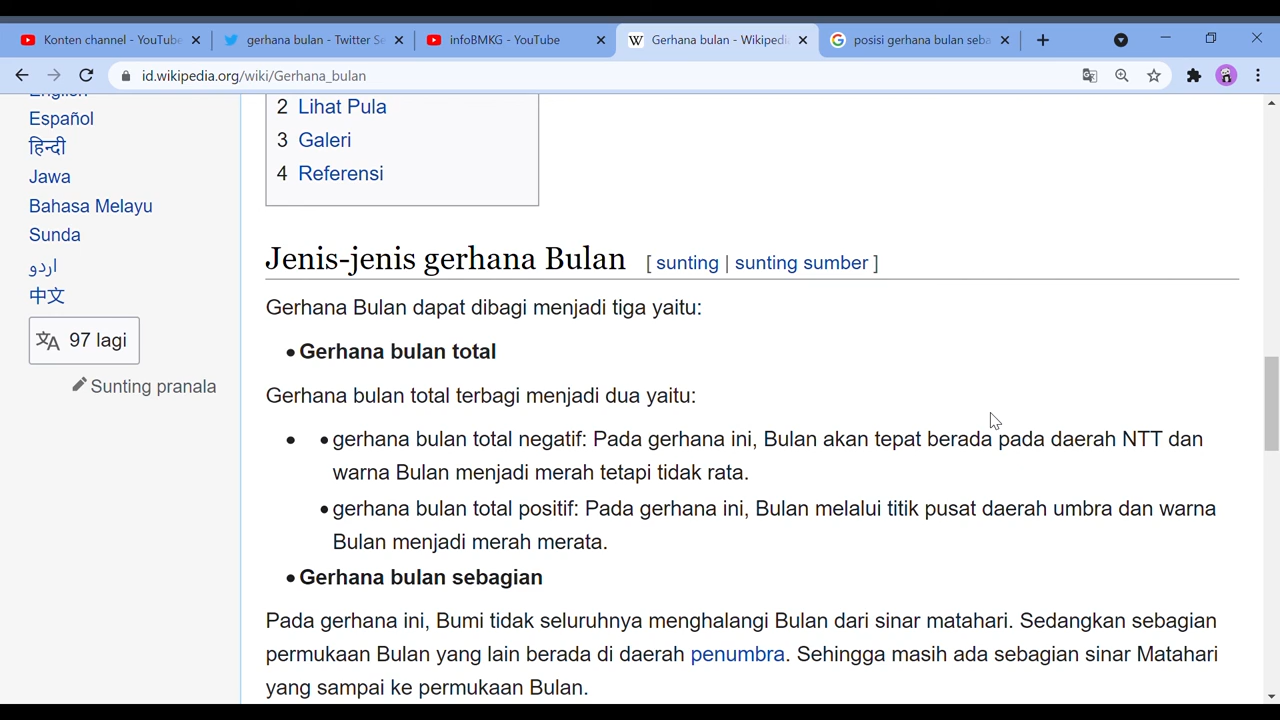 Konten channel - YouTube
gerhana bulan - Twitter Se
infoBMKG - YouTube
Gerhana bulan - Wikipedi
posisi gerhana bulan seba
id.wikipedia.org/wiki/Gerhana_bulan
English
Español
हिन्दी
Jawa
Bahasa Melayu
Sunda
اردو
中文
97 lagi
Sunting pranala
2 Lihat Pula
3 Galeri
4 Referensi
Jenis-jenis gerhana Bulan [ sunting | sunting sumber ]
Gerhana Bulan dapat dibagi menjadi tiga yaitu:
• Gerhana bulan total
Gerhana bulan total terbagi menjadi dua yaitu:
• • gerhana bulan total negatif: Pada gerhana ini, Bulan akan tepat berada pada daerah NTT dan
warna Bulan menjadi merah tetapi tidak rata.
• gerhana bulan total positif: Pada gerhana ini, Bulan melalui titik pusat daerah umbra dan warna
Bulan menjadi merah merata.
• Gerhana bulan sebagian
Pada gerhana ini, Bumi tidak seluruhnya menghalangi Bulan dari sinar matahari. Sedangkan sebagian
permukaan Bulan yang lain berada di daerah penumbra. Sehingga masih ada sebagian sinar Matahari
yang sampai ke permukaan Bulan.